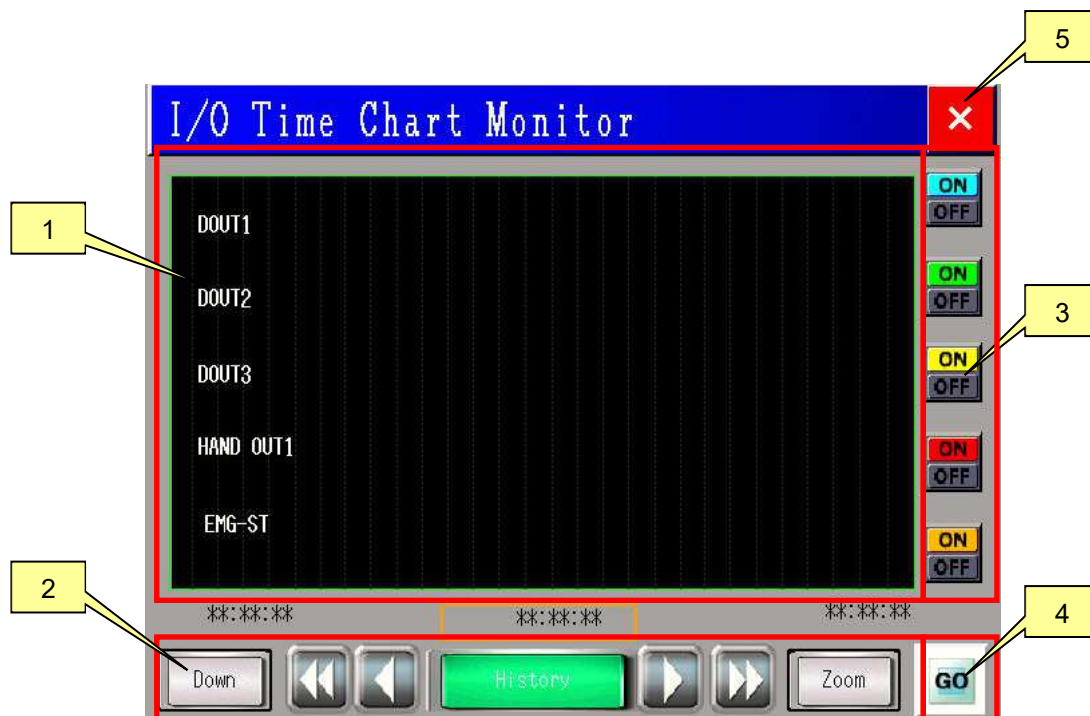 5
I/O Time Chart Monitor
×
ON
OFF
1
DOUT1
ON
OFF
DOUT2
3
ON
OFF
DOUT3
HAND OUT1
ON
OFF
EMG-ST
ON
OFF
2
**:**:**
**:**:**
**:**:**
4
Down
History
Zoom
GO